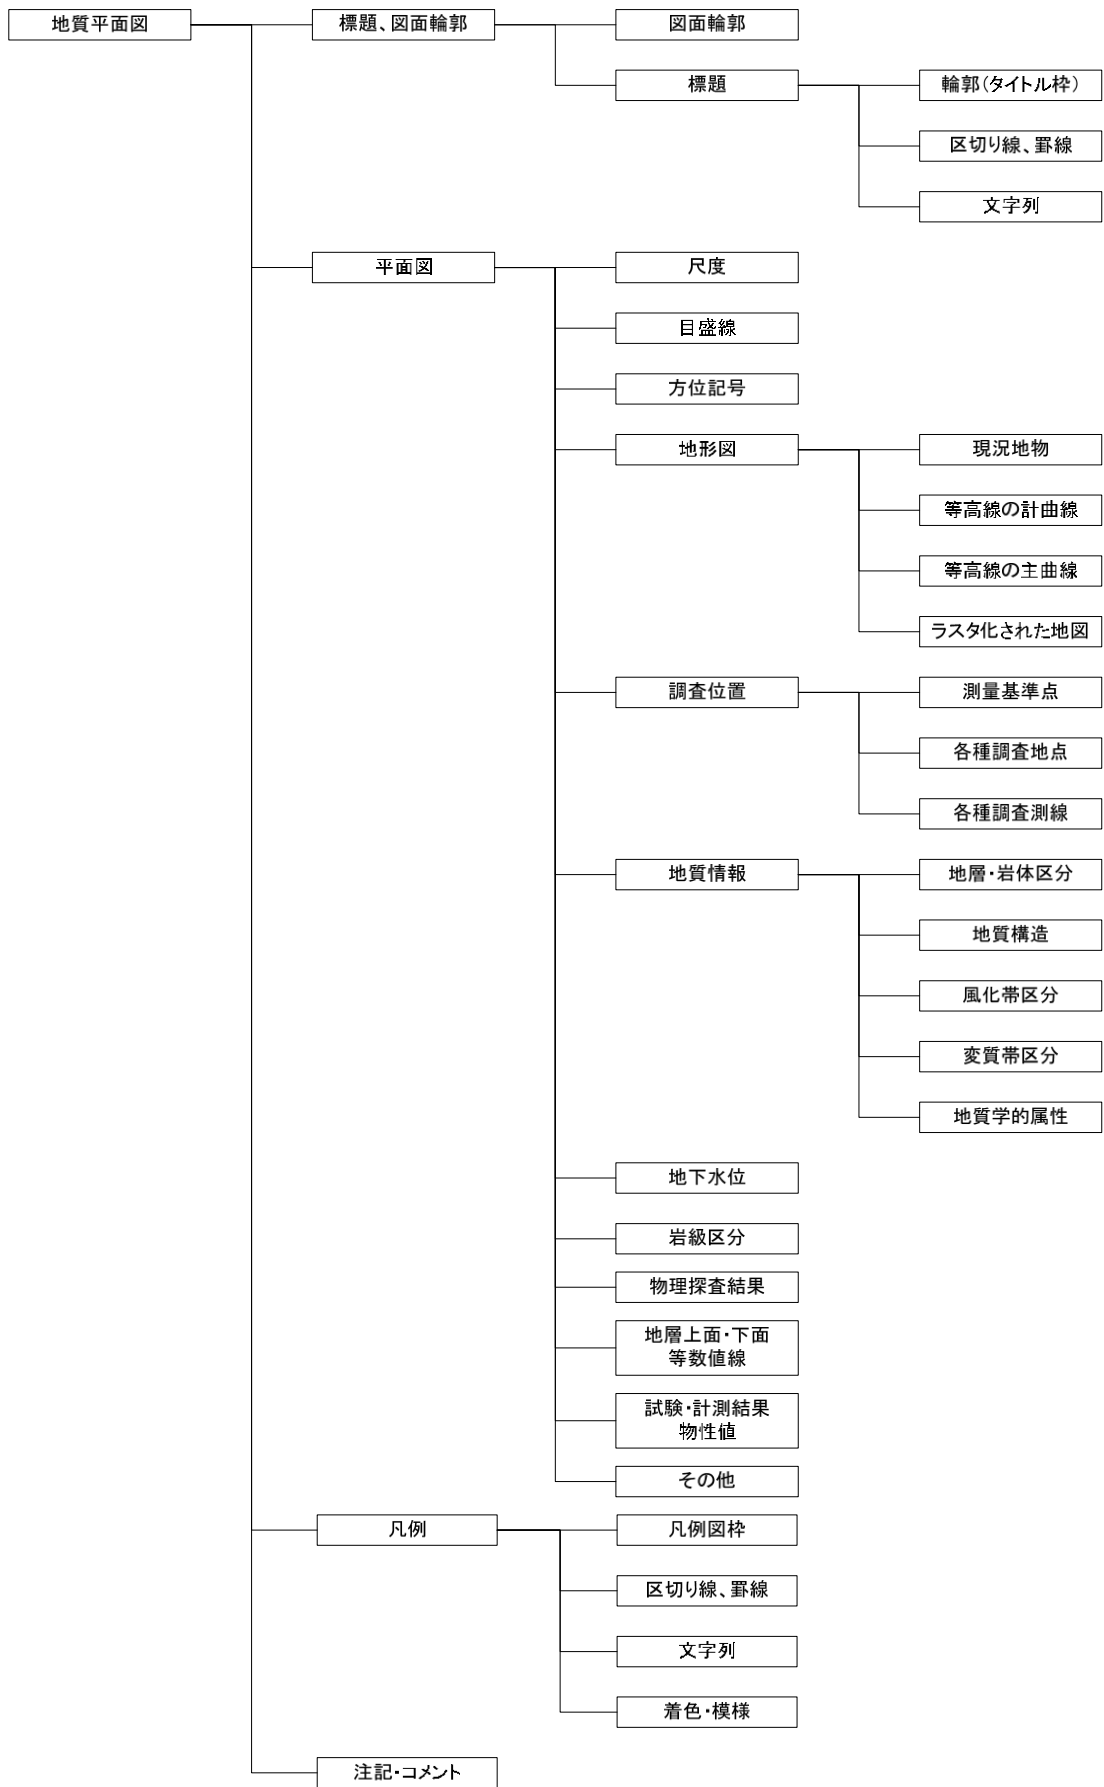 地質平面図
標題、図面輪郭
図面輪郭
標題
輪郭(タイトル枠)
区切り線、罫線
文字列
平面図
尺度
目盛線
方位記号
地形図
現況地物
等高線の計曲線
等高線の主曲線
ラスタ化された地図
調査位置
測量基準点
各種調査地点
各種調査測線
地質情報
地層・岩体区分
地質構造
風化帯区分
変質帯区分
地質学的属性
地下水位
岩級区分
物理探査結果
地層上面・下面
等数値線
試験・計測結果
物性値
その他
凡例
凡例図枠
区切り線、罫線
文字列
着色・模様
注記・コメント